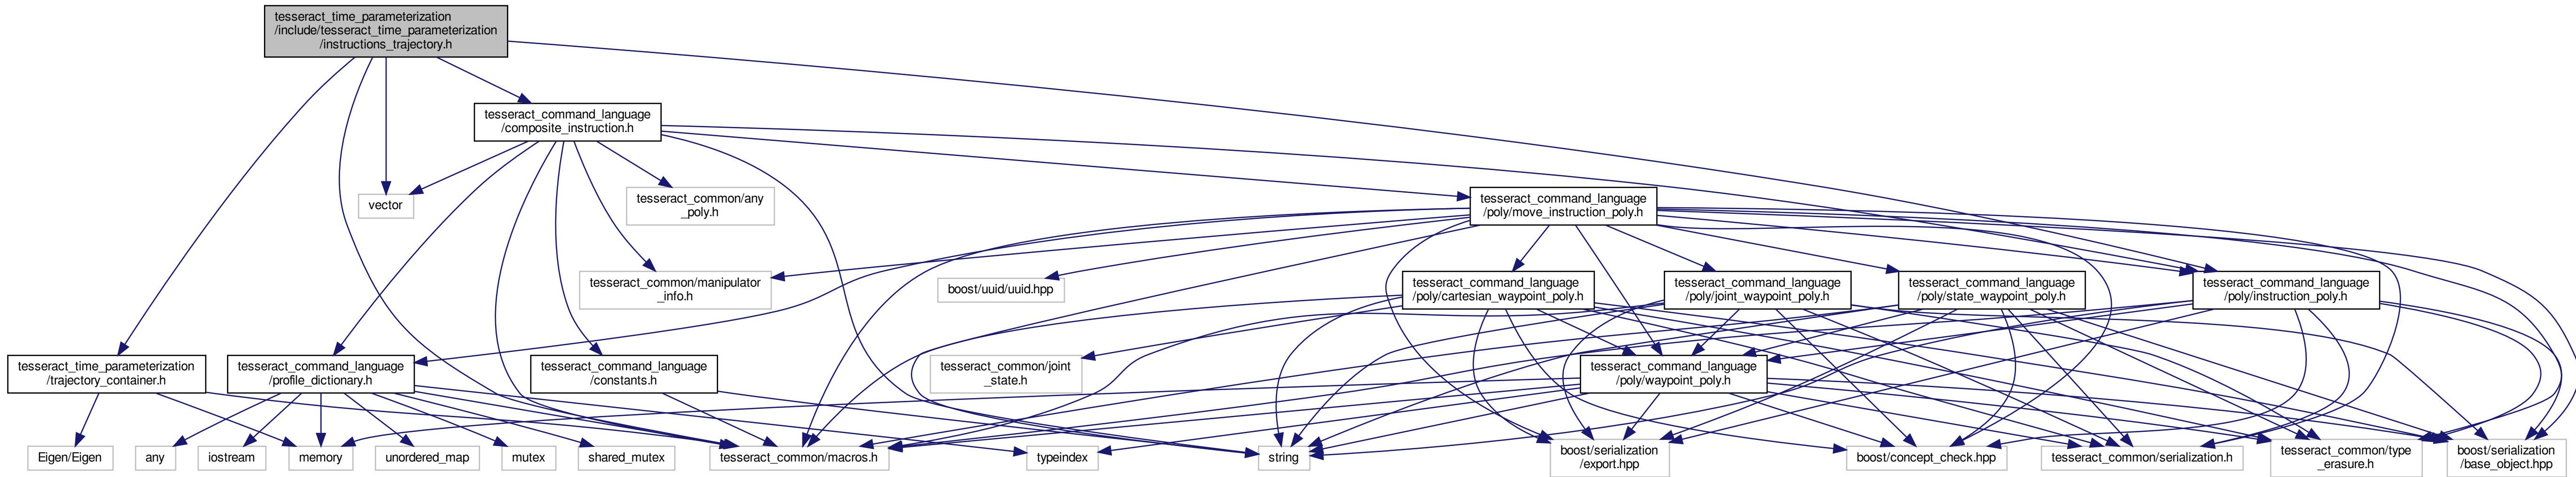 tesseract_time_parameterization
/include/tesseract_time_parameterization
/instructions_trajectory.h
tesseract_command_language
/composite_instruction.h
vector
tesseract_common/any
_poly.h
tesseract_command_language
/poly/move_instruction_poly.h
tesseract_common/manipulator
_info.h
boost/uuid/uuid.hpp
tesseract_command_language
/poly/cartesian_waypoint_poly.h
tesseract_command_language
/poly/joint_waypoint_poly.h
tesseract_command_language
/poly/state_waypoint_poly.h
tesseract_command_language
/poly/instruction_poly.h
tesseract_time_parameterization
/trajectory_container.h
tesseract_command_language
/profile_dictionary.h
tesseract_command_language
/constants.h
tesseract_common/joint
_state.h
tesseract_command_language
/poly/waypoint_poly.h
Eigen/Eigen
any
iostream
memory
unordered_map
mutex
shared_mutex
tesseract_common/macros.h
typeindex
string
boost/serialization
/export.hpp
boost/concept_check.hpp
tesseract_common/serialization.h
tesseract_common/type
_erasure.h
boost/serialization
/base_object.hpp